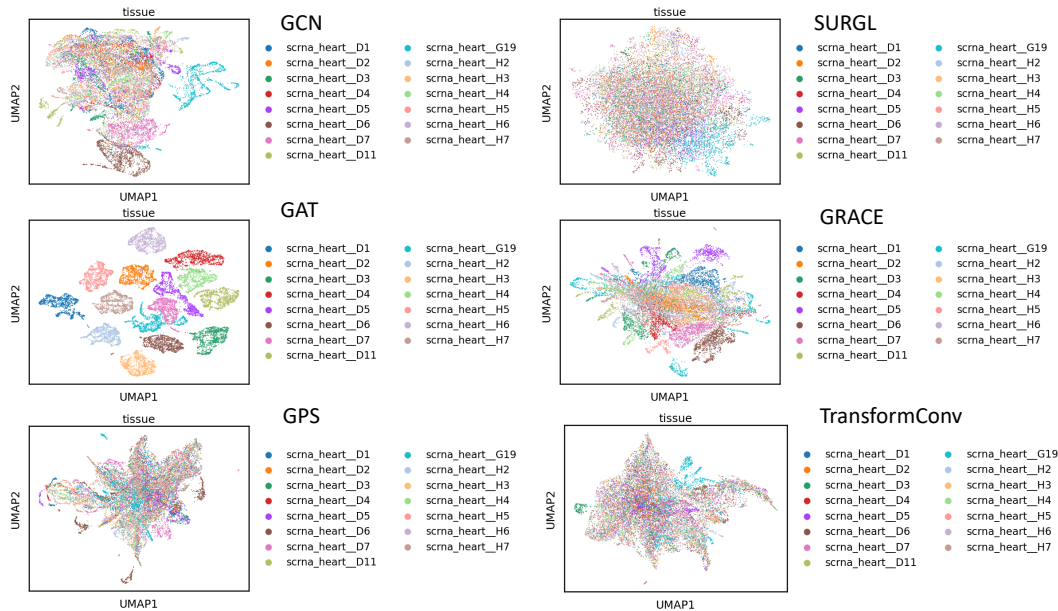 tissue
GCN
scrna_heart__D1
scrna_heart__D2
scrna_heart__D3
scrna_heart__D4
scrna_heart__D5
scrna_heart__D6
scrna_heart__D7
scrna_heart__D11
scrna_heart__G19
scrna_heart__H2
scrna_heart__H3
scrna_heart__H4
scrna_heart__H5
scrna_heart__H6
scrna_heart__H7
UMAP2
UMAP1
tissue
SURGL
scrna_heart__D1
scrna_heart__D2
scrna_heart__D3
scrna_heart__D4
scrna_heart__D5
scrna_heart__D6
scrna_heart__D7
scrna_heart__D11
scrna_heart__G19
scrna_heart__H2
scrna_heart__H3
scrna_heart__H4
scrna_heart__H5
scrna_heart__H6
scrna_heart__H7
UMAP2
UMAP1
tissue
GAT
scrna_heart__D1
scrna_heart__D2
scrna_heart__D3
scrna_heart__D4
scrna_heart__D5
scrna_heart__D6
scrna_heart__D7
scrna_heart__D11
scrna_heart__G19
scrna_heart__H2
scrna_heart__H3
scrna_heart__H4
scrna_heart__H5
scrna_heart__H6
scrna_heart__H7
UMAP2
UMAP1
tissue
GRACE
scrna_heart__D1
scrna_heart__D2
scrna_heart__D3
scrna_heart__D4
scrna_heart__D5
scrna_heart__D6
scrna_heart__D7
scrna_heart__D11
scrna_heart__G19
scrna_heart__H2
scrna_heart__H3
scrna_heart__H4
scrna_heart__H5
scrna_heart__H6
scrna_heart__H7
UMAP2
UMAP1
tissue
GPS
scrna_heart__D1
scrna_heart__D2
scrna_heart__D3
scrna_heart__D4
scrna_heart__D5
scrna_heart__D6
scrna_heart__D7
scrna_heart__D11
scrna_heart__G19
scrna_heart__H2
scrna_heart__H3
scrna_heart__H4
scrna_heart__H5
scrna_heart__H6
scrna_heart__H7
UMAP2
UMAP1
tissue
TransformConv
scrna_heart__D1
scrna_heart__D2
scrna_heart__D3
scrna_heart__D4
scrna_heart__D5
scrna_heart__D6
scrna_heart__D7
scrna_heart__D11
scrna_heart__G19
scrna_heart__H2
scrna_heart__H3
scrna_heart__H4
scrna_heart__H5
scrna_heart__H6
scrna_heart__H7
UMAP2
UMAP1